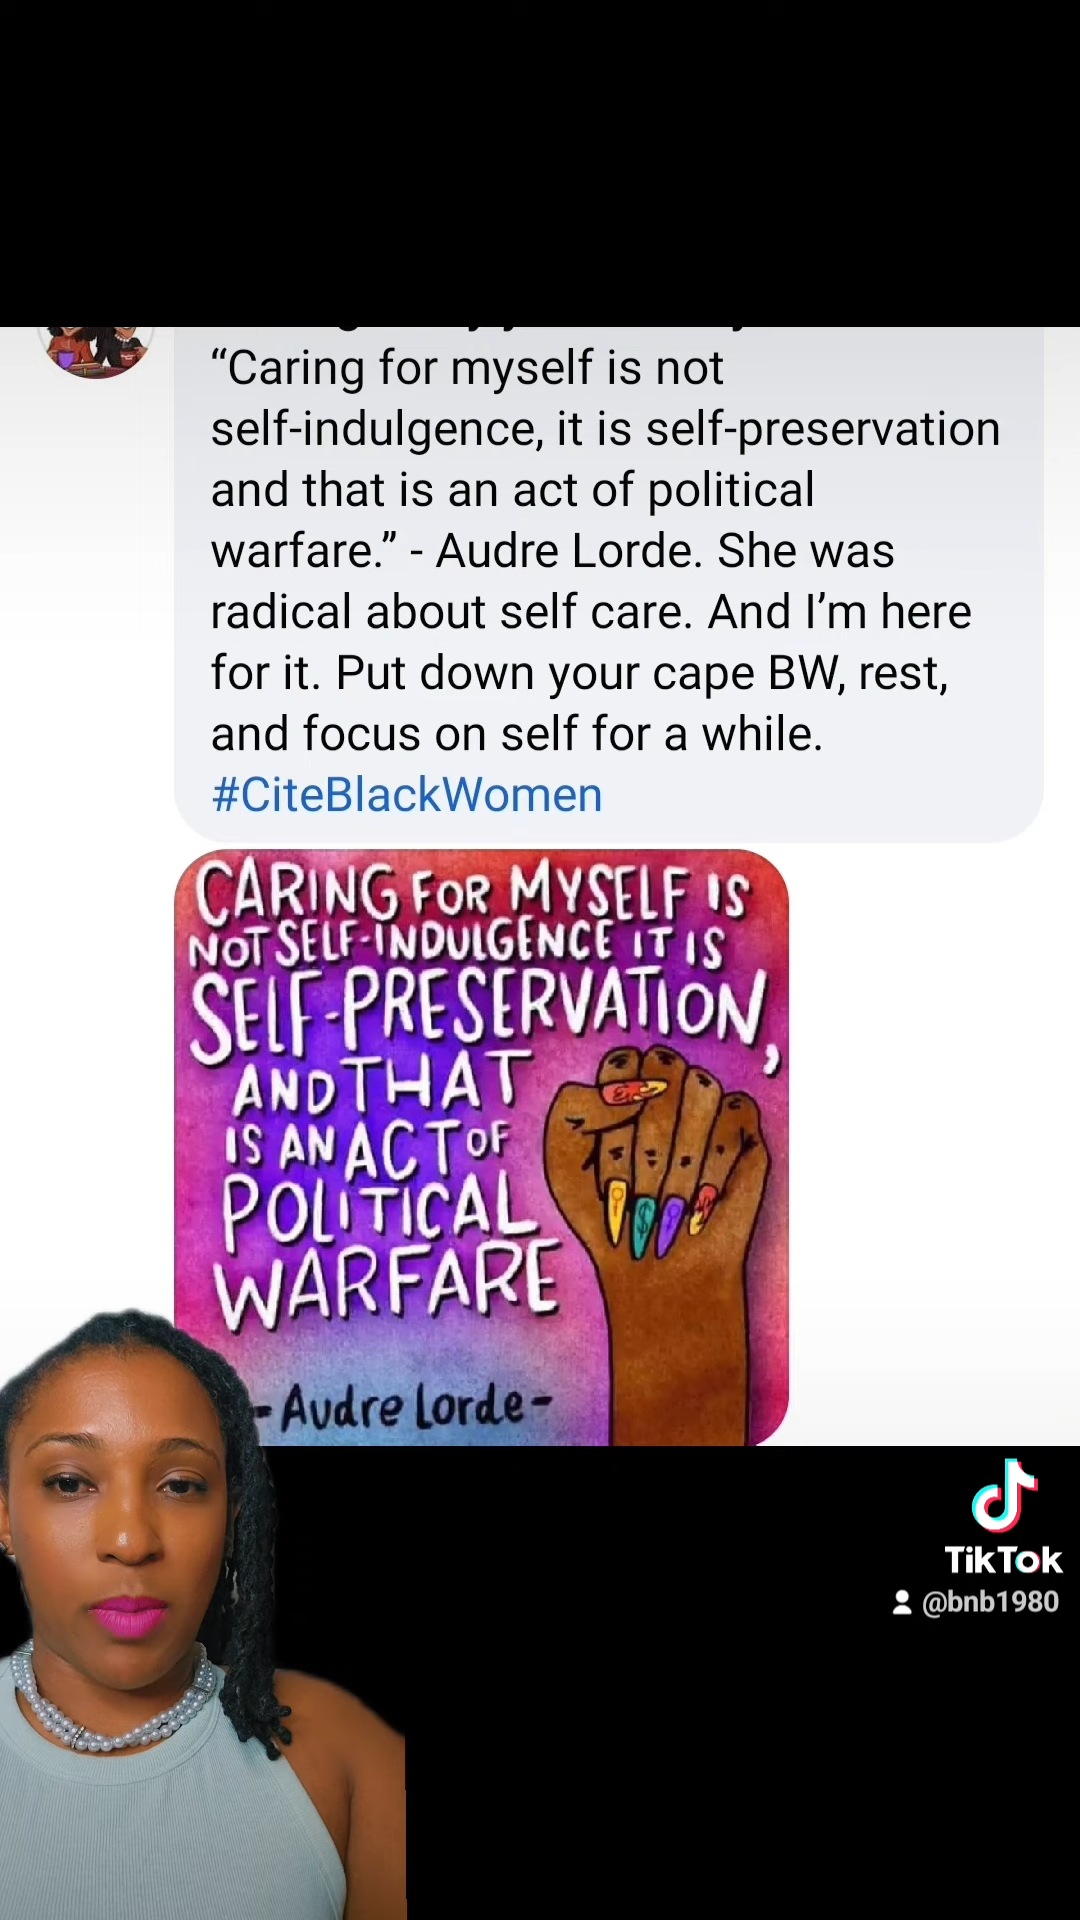 “Caring for myself is not
self-indulgence, it is self-preservation
and that is an act of political
warfare.” - Audre Lorde. She was
radical about self care. And I’m here
for it. Put down your cape BW, rest,
and focus on self for a while.
#CiteBlackWomen
CARING FOR MYSELF IS
NOT SELF-INDULGENCE IT IS
SELF-PRESERVATION,
AND THAT
IS AN ACT OF
POLITICAL
WARFARE
- Audre Lorde -
TikTok
@bnb1980